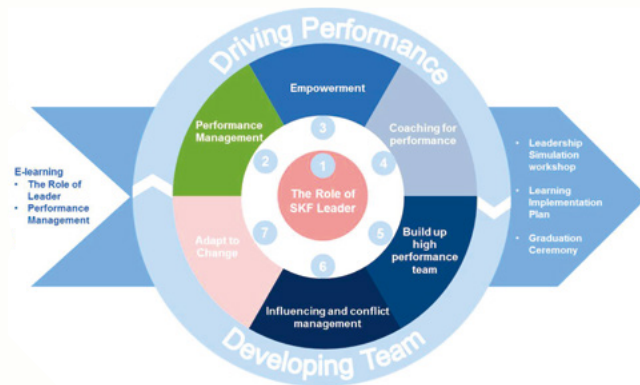 Driving Performance
Empowerment
Performance
Management
3
Coaching for
performance
2
4
1
E-learning
• The Role of
Leader
• Performance
Management
The Role of
SKF Leader
• Leadership
Simulation
workshop
• Learning
Implementation
Plan
• Graduation
Ceremony
7
5
Adapt to
Change
Build up
high
performance
team
6
Influencing and conflict
management
Developing Team